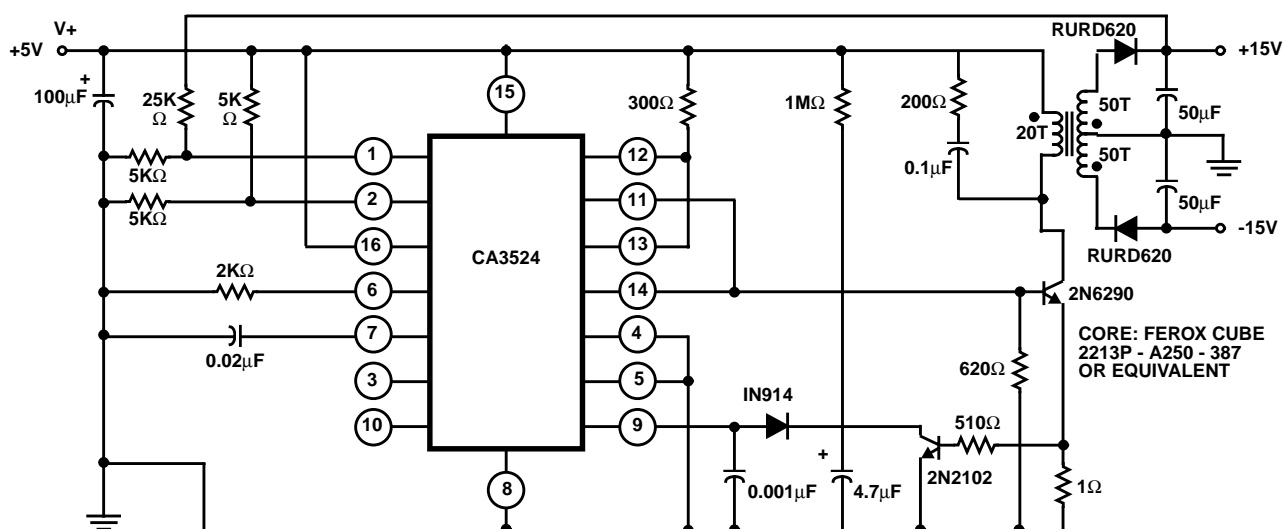 V+
RURD620
+5V
+15V
+
100μF
25K
Ω
5K
Ω
15
300Ω
1MΩ
200Ω
50T
20T
50μF
1
12
5KΩ
0.1μF
50T
2
11
5KΩ
50μF
16
CA3524
13
-15V
RURD620
2KΩ
6
14
2N6290
7
4
CORE: FEROX CUBE
2213P - A250 - 387
OR EQUIVALENT
0.02μF
620Ω
3
5
IN914
10
9
510Ω
+
2N2102
8
0.001μF
4.7μF
1Ω